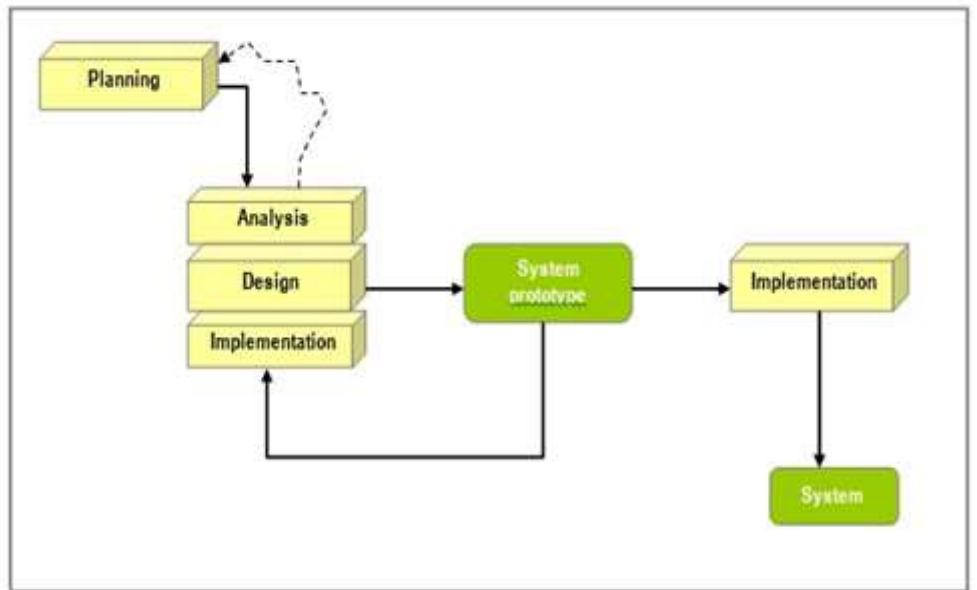 Planning
Analysis
Design
Implementation
System
prototype
Implementation
System